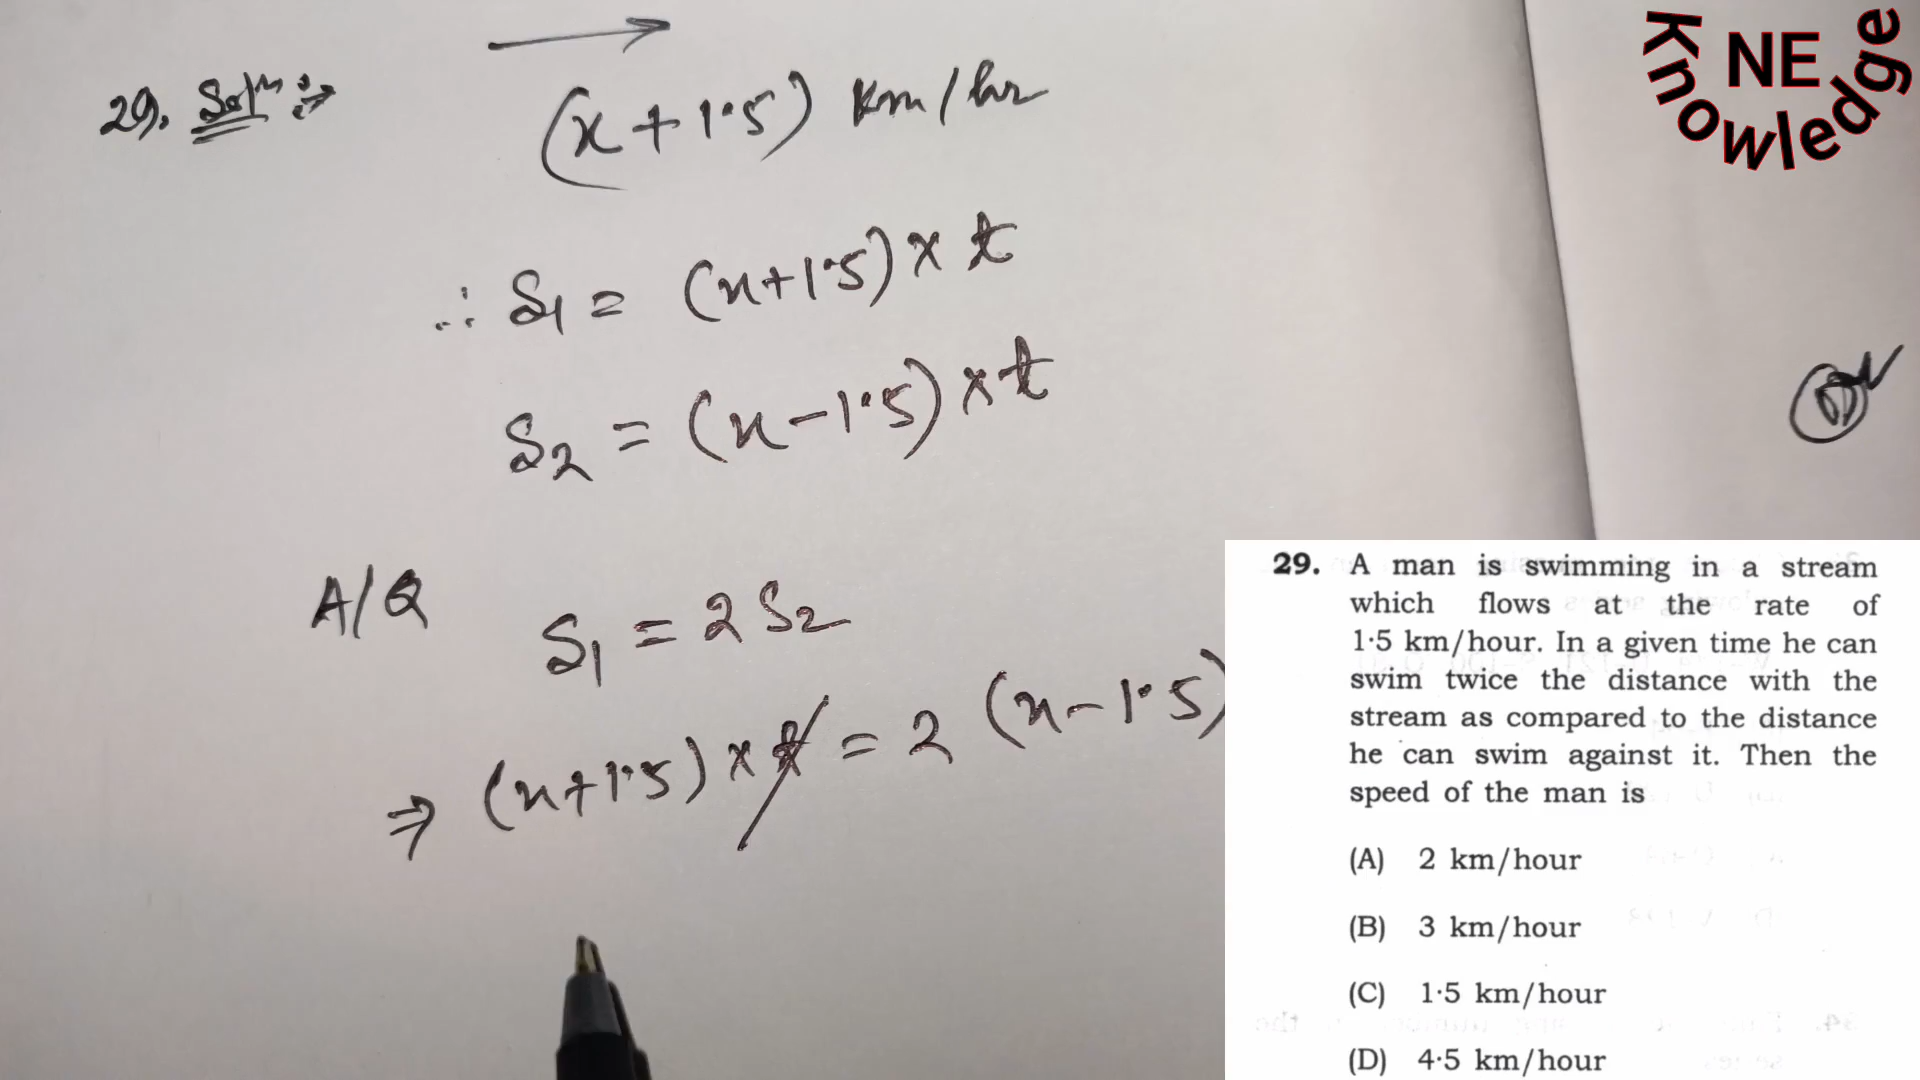 29. Soln :⇒
(x + 1·5) km/hr
∴ S1 = (x+1·5) × t
S2 = (x-1·5) × t
A/Q
S1 = 2 S2
⇒ (x+1·5) × t = 2 (x-1·5)
NE
Knowledge
29. A man is swimming in a stream
which flows at the rate of
1·5 km/hour. In a given time he can
swim twice the distance with the
stream as compared to the distance
he can swim against it. Then the
speed of the man is
(A) 2 km/hour
(B) 3 km/hour
(C) 1·5 km/hour
(D) 4·5 km/hour